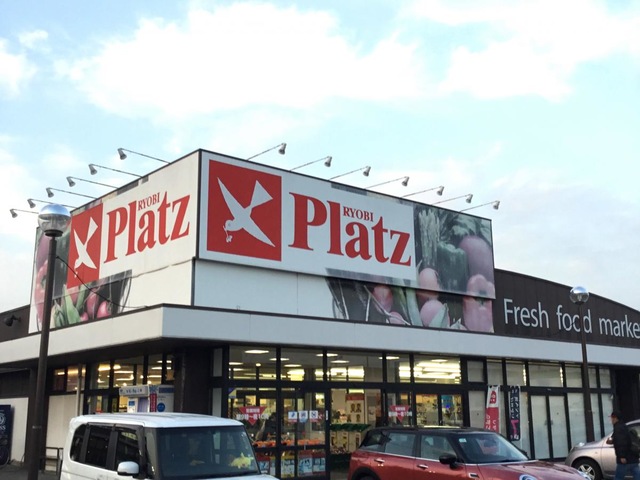 RYOBI
Platz
RYOBI
Platz
Fresh food marke